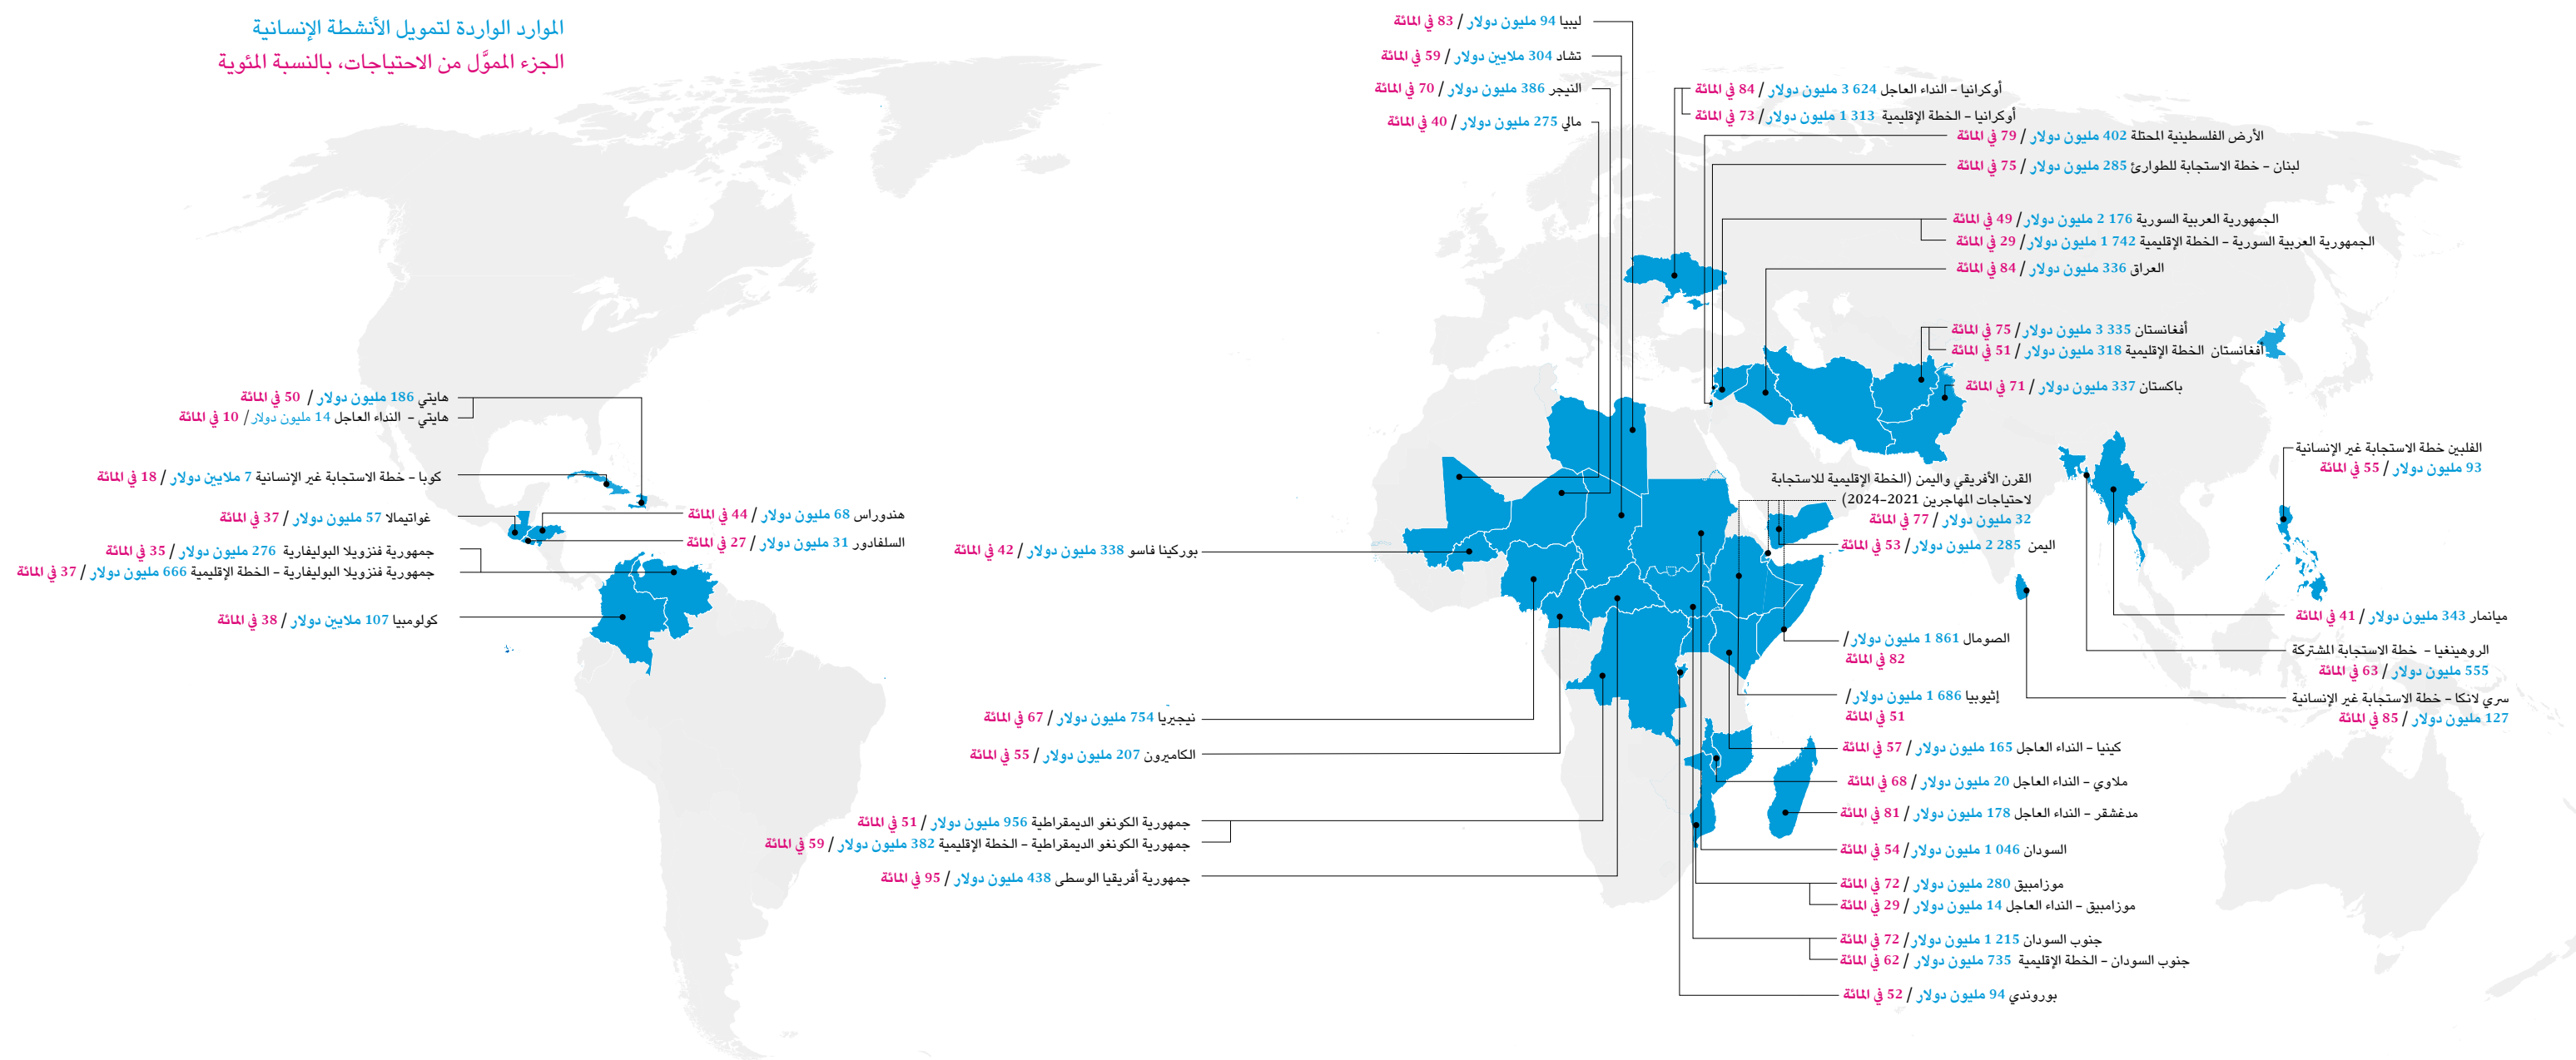 الموارد الواردة لتمويل الأنشطة الإنسانية
الجزء المموَّل من الاحتياجات، بالنسبة المئوية
ليبيا 94 مليون دولار / 83 في المائة
تشاد 304 ملايين دولار / 59 في المائة
النيجر 386 مليون دولار / 70 في المائة
مالي 275 مليون دولار / 40 في المائة
أوكرانيا – النداء العاجل 624 3 مليون دولار / 84 في المائة
أوكرانيا – الخطة الإقليمية 313 1 مليون دولار/ 73 في المائة
الأرض الفلسطينية المحتلة 402 مليون دولار / 79 في المائة
لبنان – خطة الاستجابة للطوارئ 285 مليون دولار / 75 في المائة
الجمهورية العربية السورية 176 2 مليون دولار/ 49 في المائة
الجمهورية العربية السورية – الخطة الإقليمية 742 1 مليون دولار/ 29 في المائة
العراق 336 مليون دولار / 84 في المائة
أفغانستان 335 3 مليون دولار/ 75 في المائة
أفغانستان الخطة الإقليمية 318 مليون دولار / 51 في المائة
باكستان 337 مليون دولار / 71 في المائة
الفلبين خطة الاستجابة غير الإنسانية
93 مليون دولار / 55 في المائة
ميانمار 343 مليون دولار / 41 في المائة
الروهينغيا – خطة الاستجابة المشتركة
555 مليون دولار / 63 في المائة
سري لانكا – خطة الاستجابة غير الإنسانية
127 مليون دولار / 85 في المائة
القرن الأفريقي واليمن (الخطة الإقليمية للاستجابة
لاحتياجات المهاجرين 2021–2024)
32 مليون دولار / 77 في المائة
اليمن 285 2 مليون دولار/ 53 في المائة
الصومال 861 1 مليون دولار/
82 في المائة
إثيوبيا 686 1 مليون دولار/
51 في المائة
كينيا – النداء العاجل 165 مليون دولار / 57 في المائة
ملاوي – النداء العاجل 20 مليون دولار / 68 في المائة
مدغشقر – النداء العاجل 178 مليون دولار / 81 في المائة
السودان 046 1 مليون دولار/ 54 في المائة
موزامبيق 280 مليون دولار / 72 في المائة
موزامبيق – النداء العاجل 14 مليون دولار / 29 في المائة
جنوب السودان 215 1 مليون دولار/ 72 في المائة
جنوب السودان – الخطة الإقليمية 735 مليون دولار / 62 في المائة
بوروندي 94 مليون دولار / 52 في المائة
بوركينا فاسو 338 مليون دولار / 42 في المائة
نيجيريا 754 مليون دولار / 67 في المائة
الكاميرون 207 مليون دولار / 55 في المائة
جمهورية الكونغو الديمقراطية 956 مليون دولار / 51 في المائة
جمهورية الكونغو الديمقراطية – الخطة الإقليمية 382 مليون دولار / 59 في المائة
جمهورية أفريقيا الوسطى 438 مليون دولار / 95 في المائة
هايتي 186 مليون دولار / 50 في المائة
هايتي – النداء العاجل 14 مليون دولار/ 10 في المائة
كوبا – خطة الاستجابة غير الإنسانية 7 ملايين دولار / 18 في المائة
غواتيمالا 57 مليون دولار / 37 في المائة
هندوراس 68 مليون دولار / 44 في المائة
السلفادور 31 مليون دولار / 27 في المائة
جمهورية فنزويلا البوليفارية 276 مليون دولار / 35 في المائة
جمهورية فنزويلا البوليفارية – الخطة الإقليمية 666 مليون دولار / 37 في المائة
كولومبيا 107 ملايين دولار / 38 في المائة